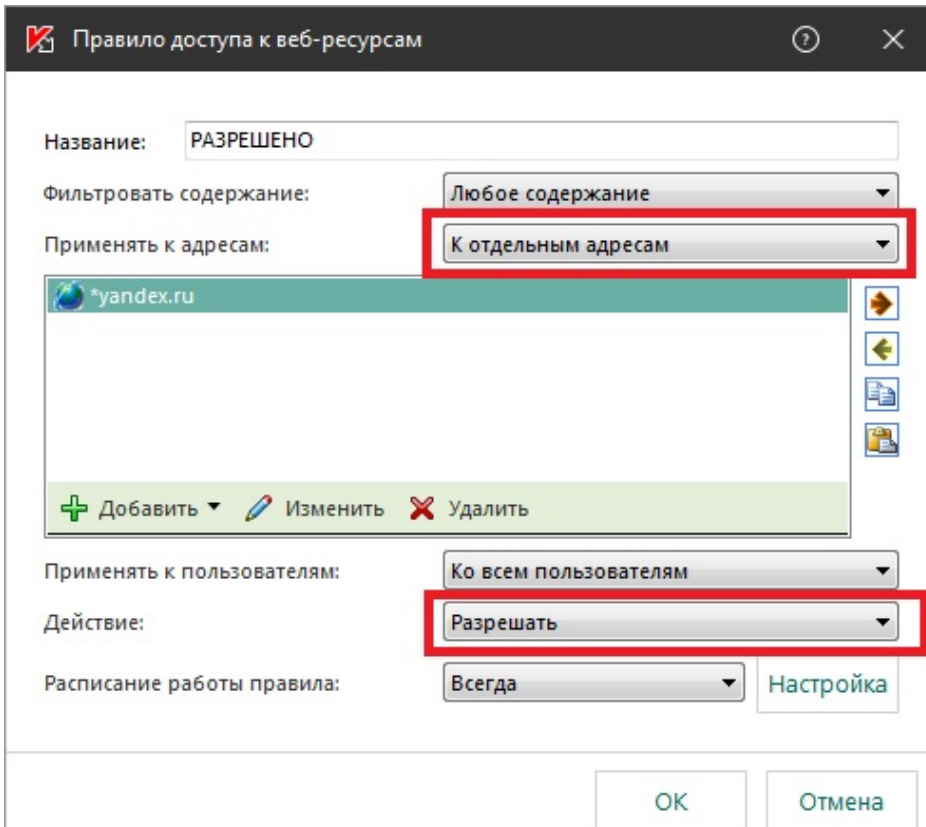 Правило доступа к веб-ресурсам
Название: РАЗРЕШЕНО
Фильтровать содержание: Любое содержание
Применять к адресам: К отдельным адресам
*yandex.ru
Добавить Изменить Удалить
Применять к пользователям: Ко всем пользователям
Действие: Разрешать
Расписание работы правила: Всегда Настройка
ОК Отмена